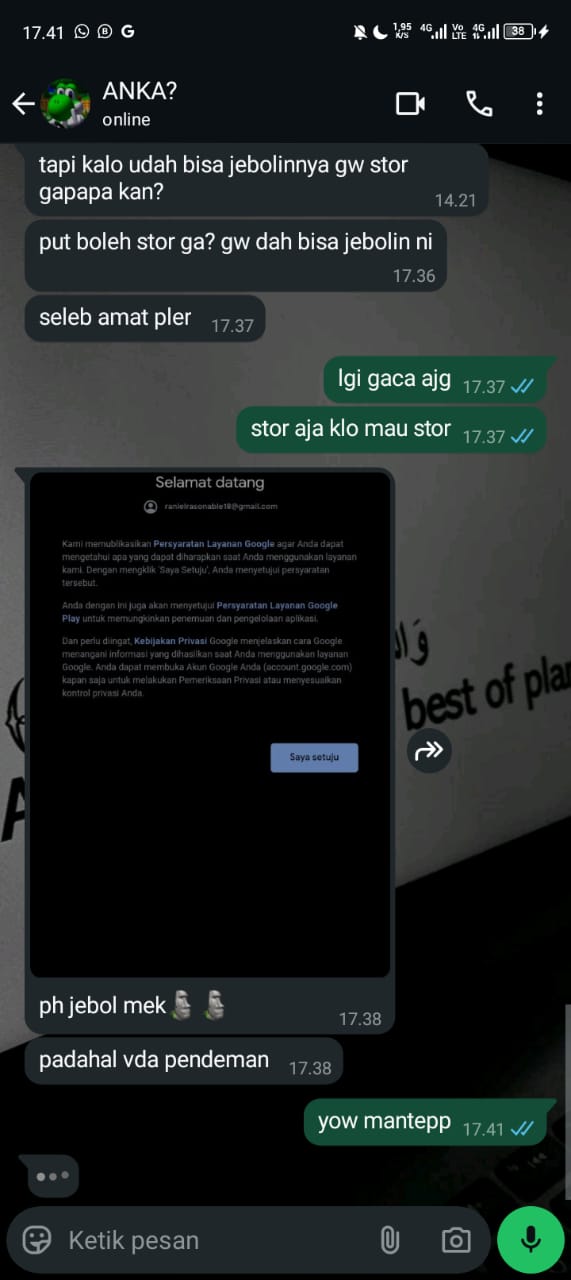 17.41
1,95 K/S 4G Vo LTE 4G 38
ANKA?
online
tapi kalo udah bisa jebolinnya gw stor
gapapa kan?
14.21
put boleh stor ga? gw dah bisa jebolin ni
17.36
seleb amat pler 17.37
lgi gaca ajg 17.37
stor aja klo mau stor 17.37
Selamat datang
ranielrasonable18@gmail.com
Kami memublikasikan Persyaratan Layanan Google agar Anda dapat
mengetahui apa yang dapat diharapkan saat Anda menggunakan layanan
kami. Dengan mengklik 'Saya Setuju', Anda menyetujui persyaratan
tersebut.
Anda dengan ini juga akan menyetujui Persyaratan Layanan Google
Play untuk memungkinkan penemuan dan pengelolaan aplikasi.
Dan perlu diingat, Kebijakan Privasi Google menjelaskan cara Google
menangani informasi yang dihasilkan saat Anda menggunakan layanan
Google. Anda dapat membuka Akun Google Anda (account.google.com)
kapan saja untuk melakukan Pemeriksaan Privasi atau menyesuaikan
kontrol privasi Anda.
best of plan
Saya setuju
ph jebol mek🗿🗿
17.38
padahal vda pendeman 17.38
yow mantepp 17.41
Ketik pesan